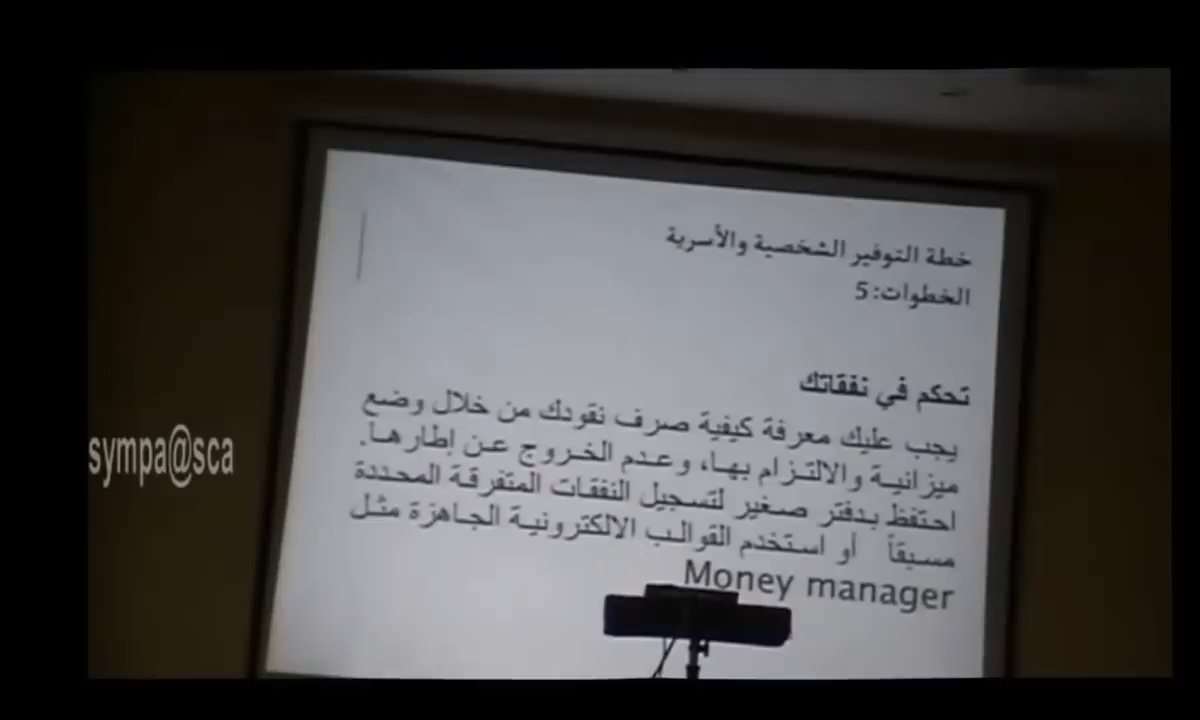 خطة التوفير الشخصية والأسرية
الخطوات:5
تحكم في نفقاتك
يجب عليك معرفة كيفية صرف نقودك من خلال وضع
ميزانية والالتزام بها، وعدم الخروج عن إطارها.
احتفظ بدفتر صغير لتسجيل النفقات المتفرقة المحددة
مسبقاً أو استخدم القوالب الالكترونية الجاهزة مثل
Money manager
sympa@sca